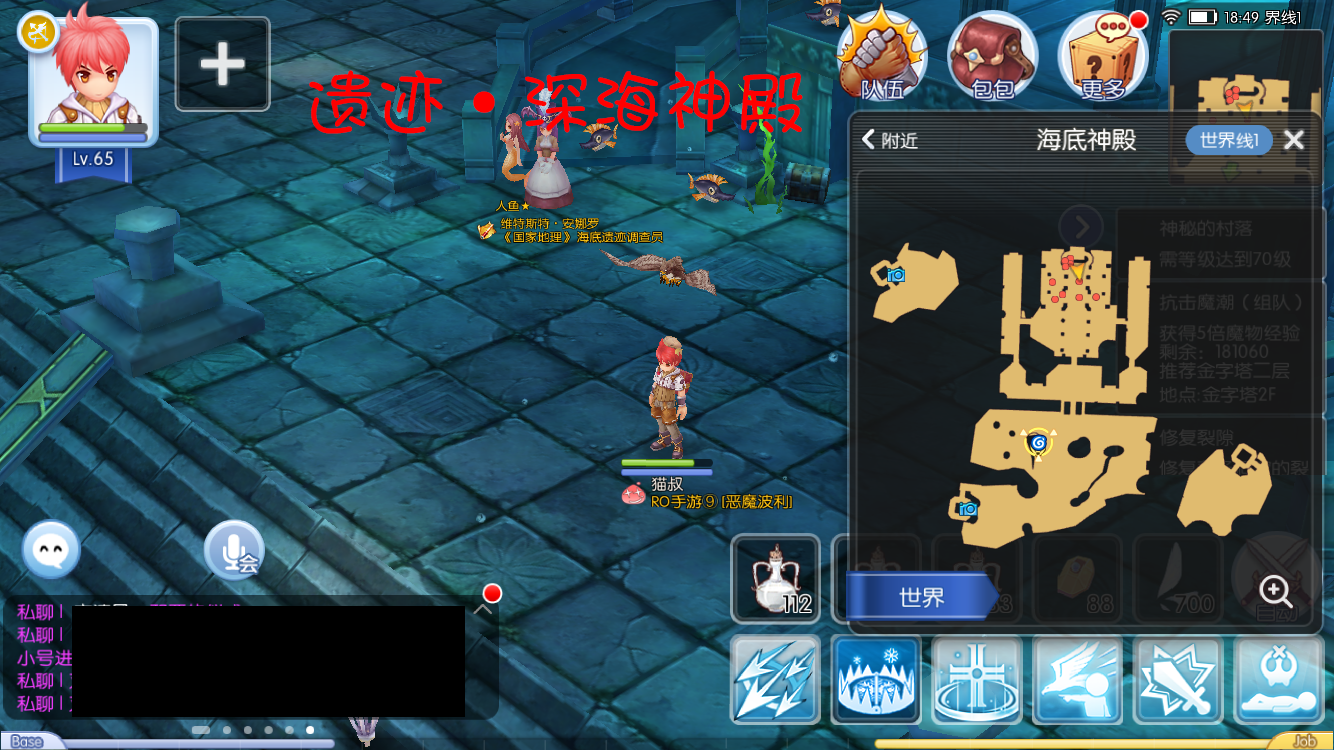 18:49 界线1
Lv.65
遗迹·深海神殿
队伍
包包
更多
附近
海底神殿
世界线1
人鱼★
维特斯特·安娜罗
《国家地理》海底遗迹调查员
神秘的村落
需等级达到70级
抗击魔潮（组队）
获得5倍魔物经验
剩余：181060
推荐金字塔二层
地点:金字塔2F
修复裂隙
猫叔
RO手游⑨ [恶魔波利]
会
112
88
700
世界
私聊
私聊
小号进
私聊
私聊
Base
Job